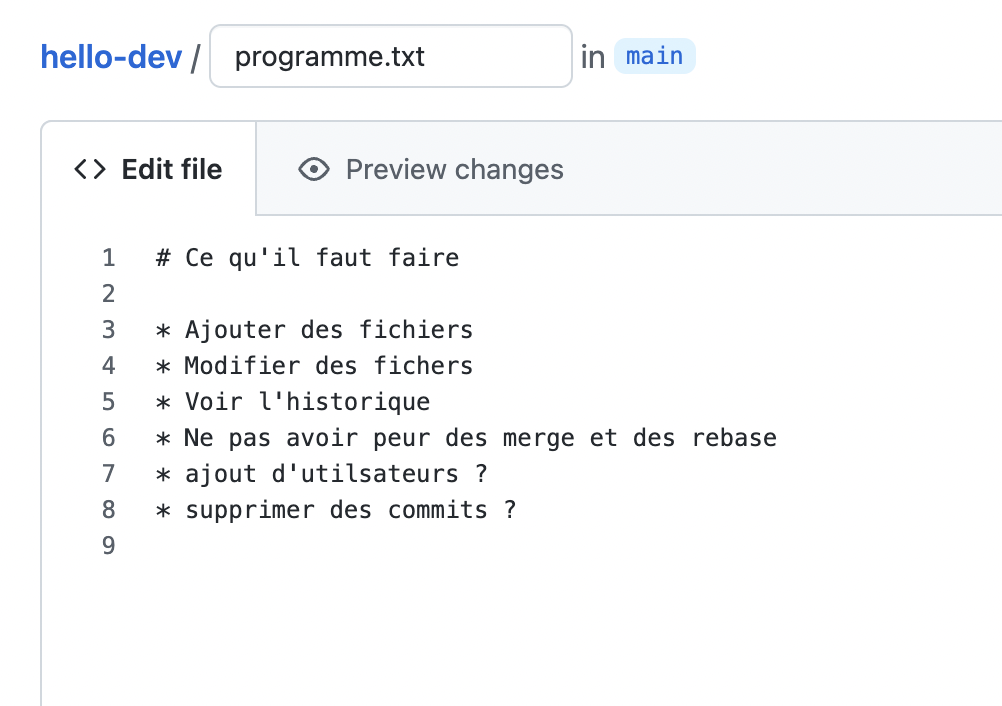 hello-dev / programme.txt in main
<> Edit file Preview changes
1 # Ce qu'il faut faire
2
3 * Ajouter des fichiers
4 * Modifier des fichers
5 * Voir l'historique
6 * Ne pas avoir peur des merge et des rebase
7 * ajout d'utilsateurs ?
8 * supprimer des commits ?
9